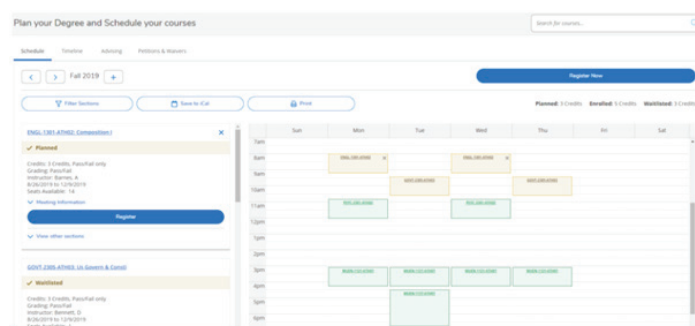 Plan your Degree and Schedule your courses
Search for courses...
Schedule Timeline Advising Petitions & Waivers
Fall 2019
Register Now
Filter Sections
Save to iCal
Print
Planned: 3 Credits Enrolled: 5 Credits Waitlisted: 3 Credits
ENGL-1301-ATH02: Composition I
Planned
Credits: 3 Credits, Pass/Fail only
Grading: Pass/Fail
Instructor: Barnes, A
8/26/2019 to 12/9/2019
Seats Available: 14
Meeting Information
Register
View other sections
GOVT-2305-ATH03: US Govern & Consti
Waitlisted
Credits: 3 Credits, Pass/Fail only
Grading: Pass/Fail
Instructor: Bennett, D
8/26/2019 to 12/9/2019
Sun Mon Tue Wed Thu Fri Sat
7am
8am
9am
10am
11am
12pm
1pm
2pm
3pm
4pm
5pm
6pm